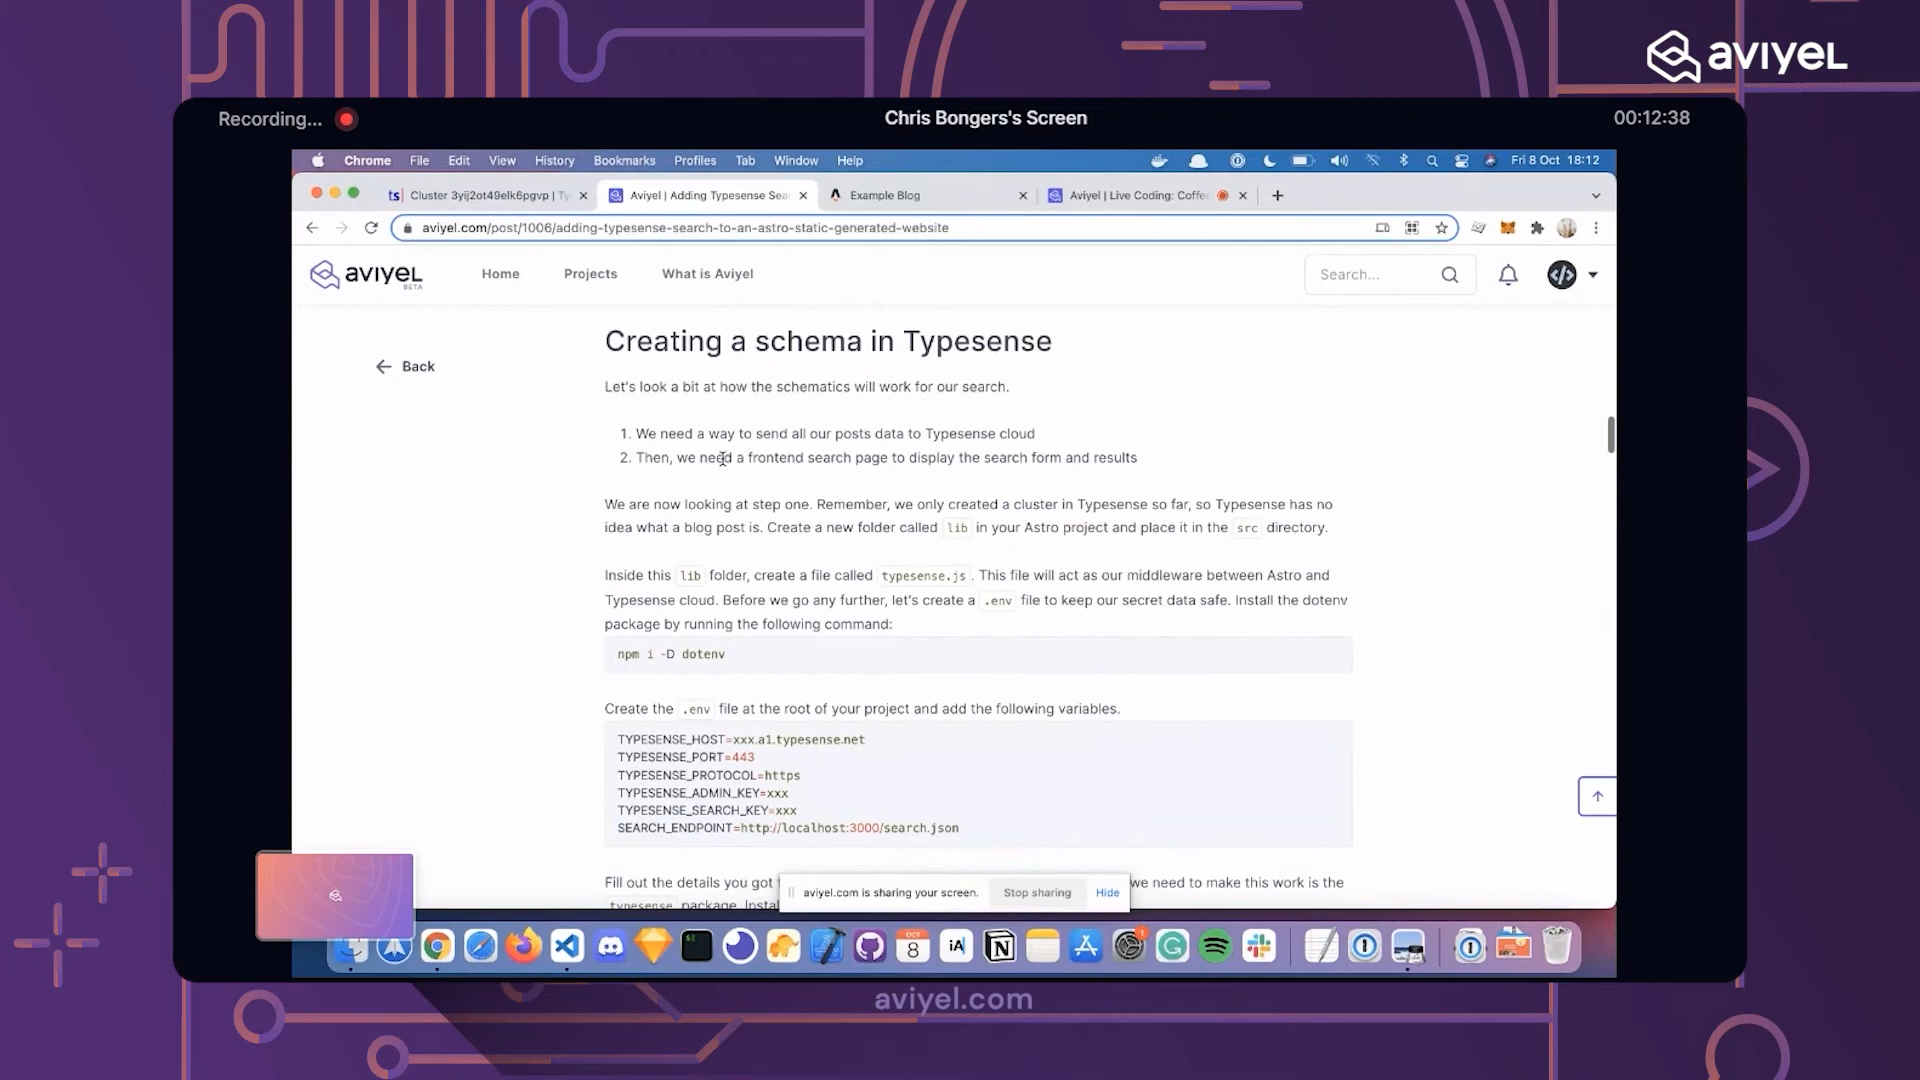 aviyel
Recording...
Chris Bongers's Screen
00:12:38
Chrome File Edit View History Bookmarks Profiles Tab Window Help
Fri 8 Oct 18:12
ts Cluster 3yij2ot49elk6pgvp | Ty
Aviyel | Adding Typesense Sea
Example Blog
Aviyel | Live Coding: Coffe
aviyel.com/post/1006/adding-typesense-search-to-an-astro-static-generated-website
aviyel
BETA
Home
Projects
What is Aviyel
Search...
Back
Creating a schema in Typesense
Let's look a bit at how the schematics will work for our search.
1. We need a way to send all our posts data to Typesense cloud
2. Then, we need a frontend search page to display the search form and results
We are now looking at step one. Remember, we only created a cluster in Typesense so far, so Typesense has no
idea what a blog post is. Create a new folder called lib in your Astro project and place it in the src directory.
Inside this lib folder, create a file called typesense.js. This file will act as our middleware between Astro and
Typesense cloud. Before we go any further, let's create a .env file to keep our secret data safe. Install the dotenv
package by running the following command:
npm i -D dotenv
Create the .env file at the root of your project and add the following variables.
TYPESENSE_HOST=xxx.a1.typesense.net
TYPESENSE_PORT=443
TYPESENSE_PROTOCOL=https
TYPESENSE_ADMIN_KEY=xxx
TYPESENSE_SEARCH_KEY=xxx
SEARCH_ENDPOINT=http://localhost:3000/search.json
Fill out the details you got
we need to make this work is the
typesense package. Instal
aviyel.com is sharing your screen.
Stop sharing
Hide
OCT
8
iA
1
aviyel.com